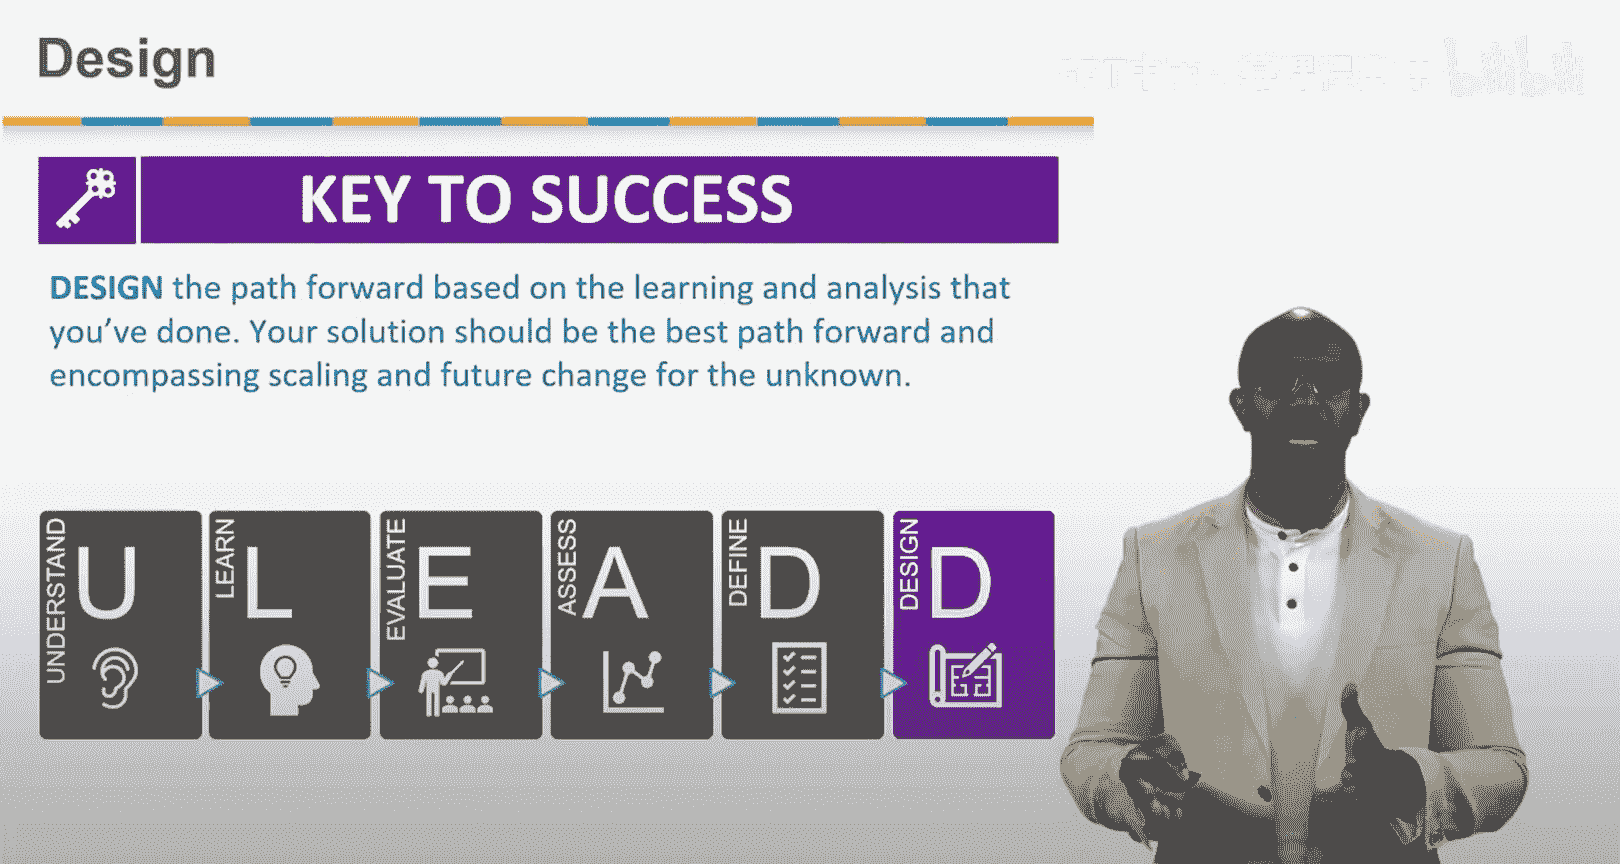 Design
KEY TO SUCCESS
DESIGN the path forward based on the learning and analysis that
you've done. Your solution should be the best path forward and
encompassing scaling and future change for the unknown.
UNDERSTAND
U
LEARN
L
EVALUATE
E
ASSESS
A
DEFINE
D
DESIGN
D
bilibili